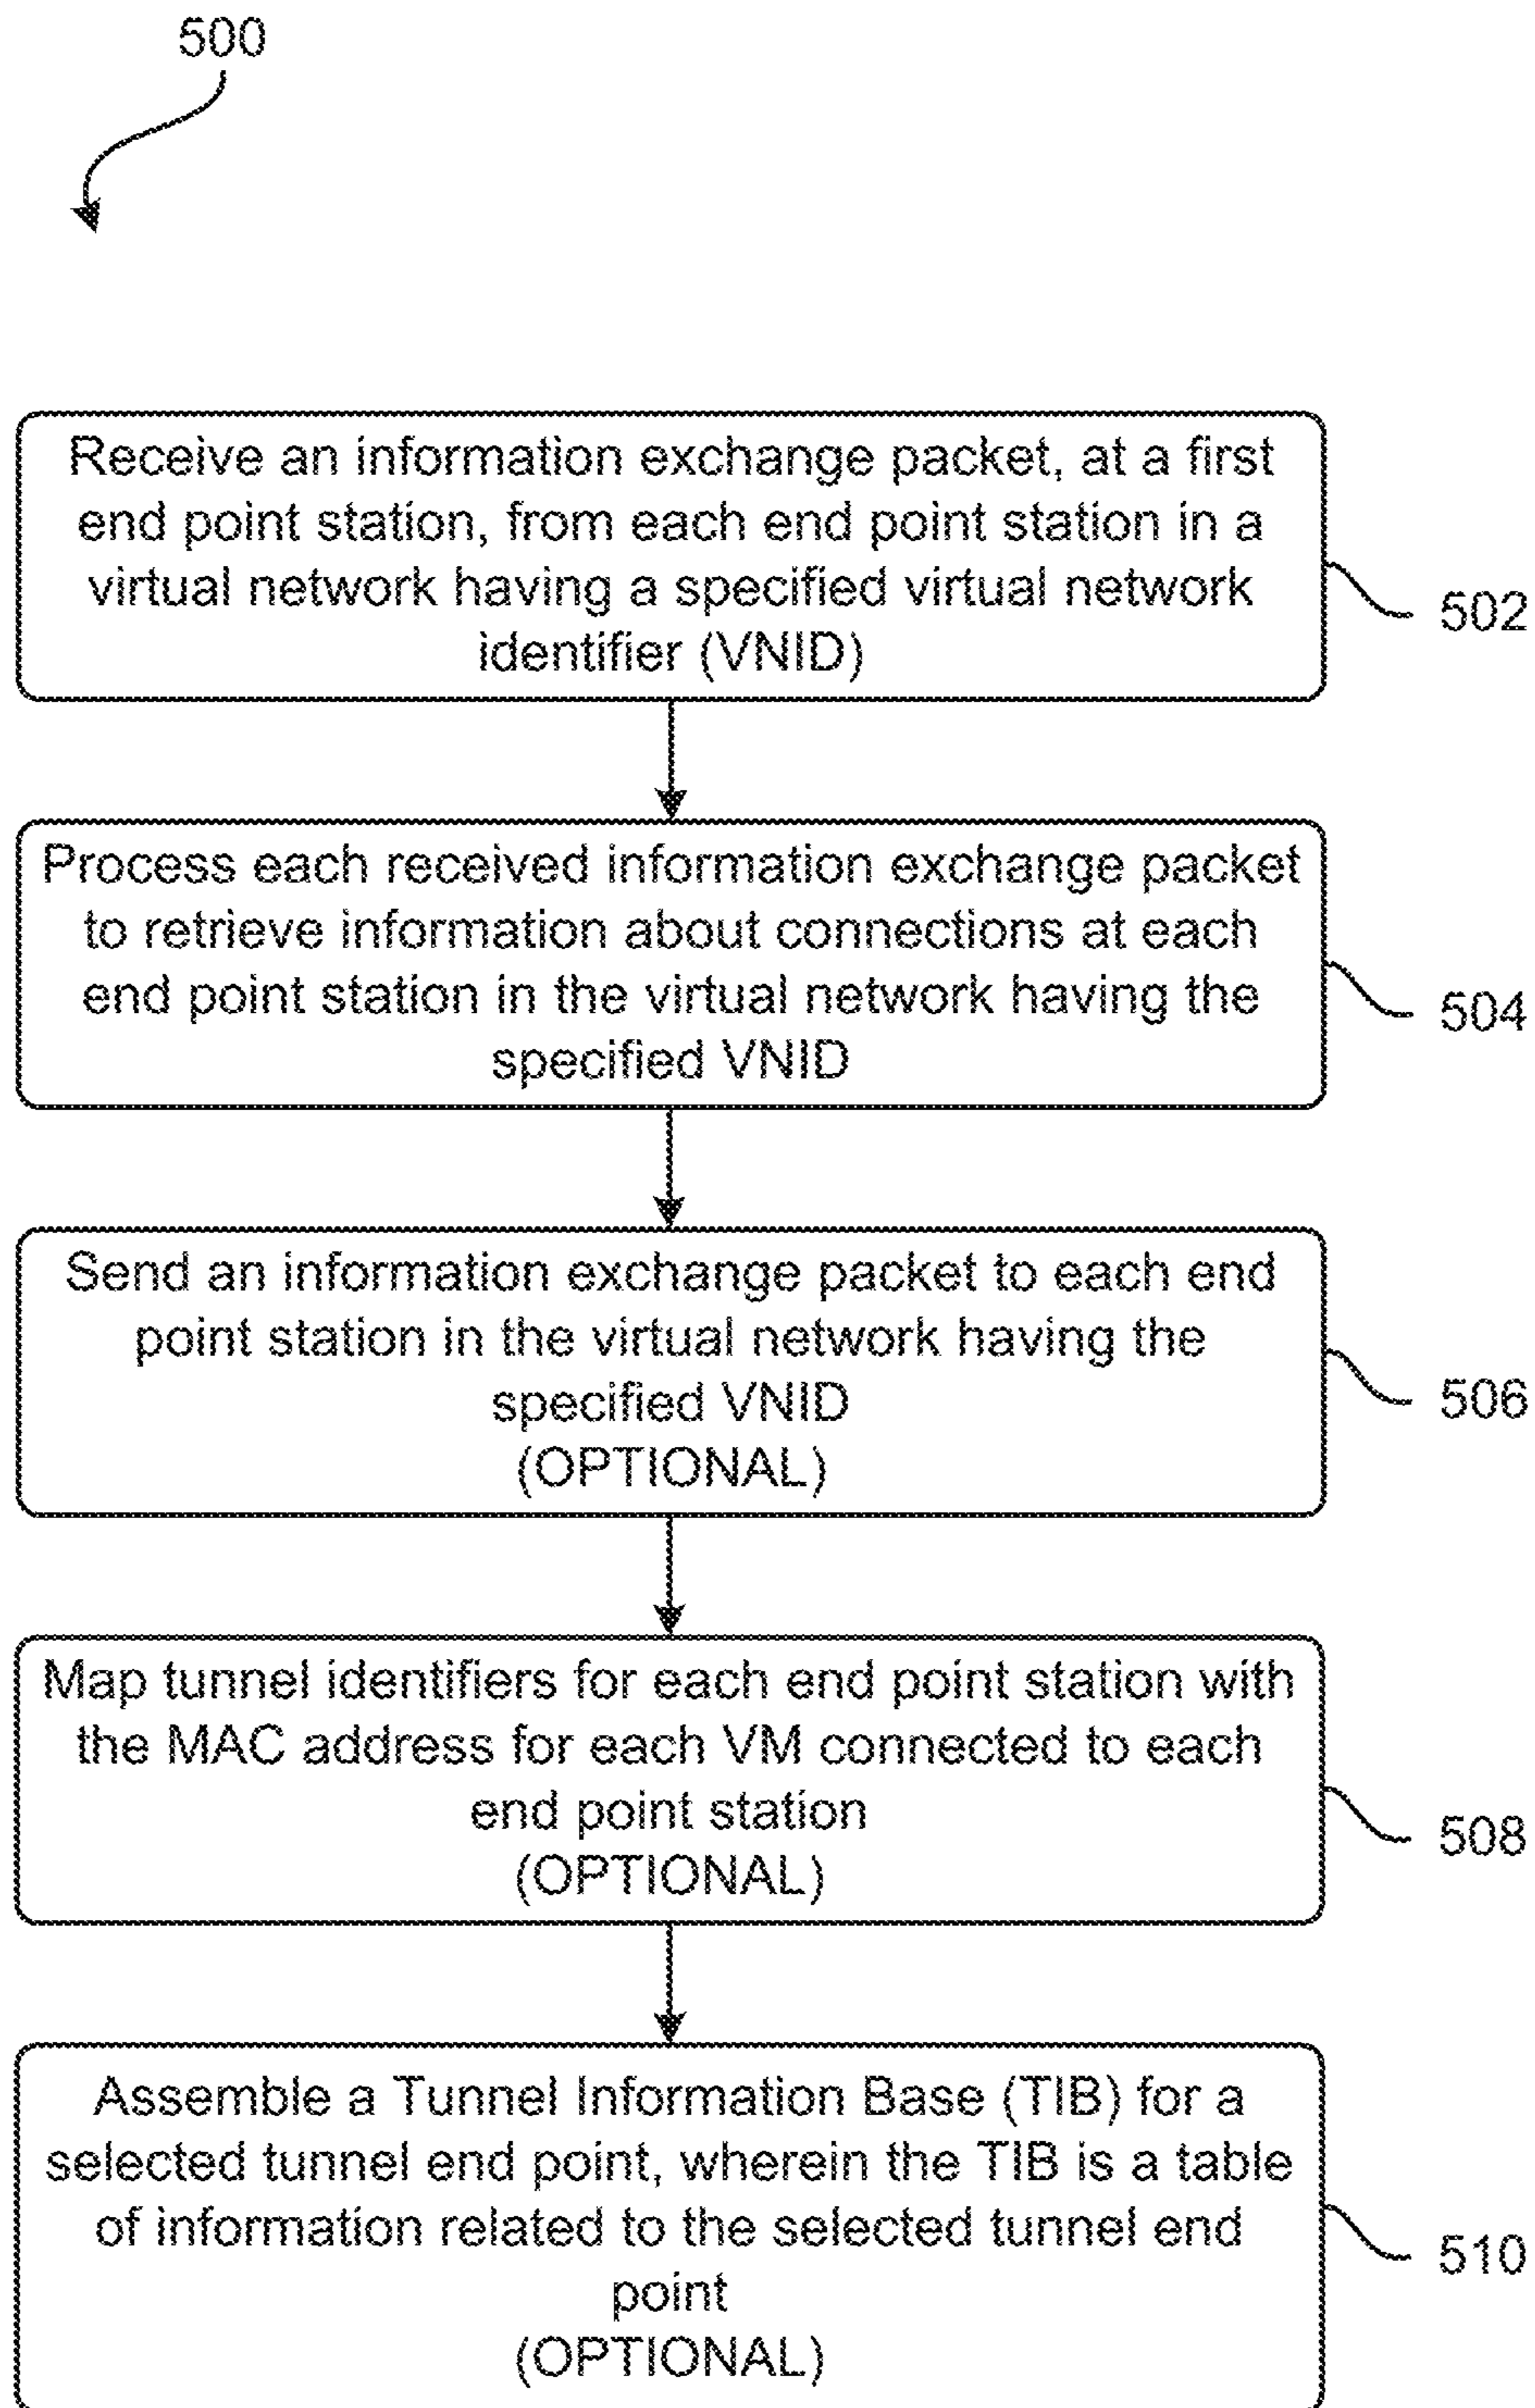 500
Receive an information exchange packet, at a first
end point station, from each end point station in a
virtual network having a specified virtual network
identifier (VNID)
502
Process each received information exchange packet
to retrieve information about connections at each
end point station in the virtual network having the
specified VNID
504
Send an information exchange packet to each end
point station in the virtual network having the
specified VNID
(OPTIONAL)
506
Map tunnel identifiers for each end point station with
the MAC address for each VM connected to each
end point station
(OPTIONAL)
508
Assemble a Tunnel Information Base (TIB) for a
selected tunnel end point, wherein the TIB is a table
of information related to the selected tunnel end
point
(OPTIONAL)
510